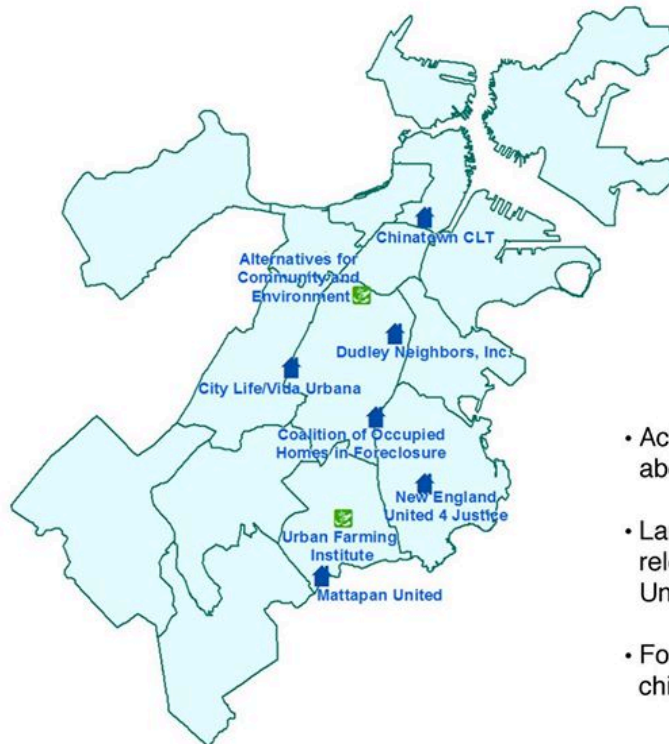 Chinatown CLT
Alternatives for
Community and
Environment
Dudley Neighbors, Inc.
City Life/Vida Urbana
Coalition of Occupied
Homes in Foreclosure
New England
United 4 Justice
Urban Farming
Institute
Mattapan United
• Ac
ab
• La
rel
Un
• Fo
chi